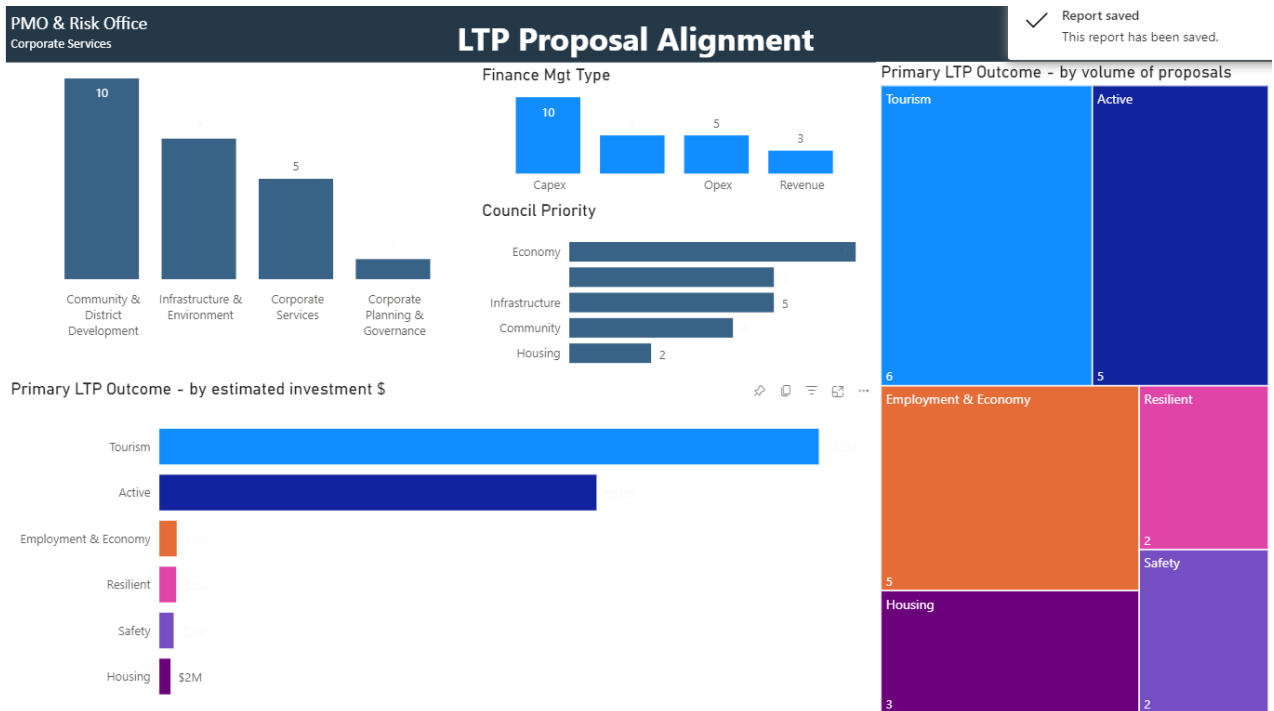 PMO & Risk Office
Corporate Services
LTP Proposal Alignment
Report saved
This report has been saved.
10
5
Community &
District
Development
Infrastructure &
Environment
Corporate
Services
Corporate
Planning &
Governance
Finance Mgt Type
10
5
3
Capex
Opex
Revenue
Council Priority
Economy
Infrastructure
5
Community
Housing
2
Primary LTP Outcome - by estimated investment $
Tourism
Active
Employment & Economy
Resilient
Safety
Housing
$2M
Primary LTP Outcome - by volume of proposals
Tourism
6
Active
5
Employment & Economy
5
Resilient
2
Housing
3
Safety
2